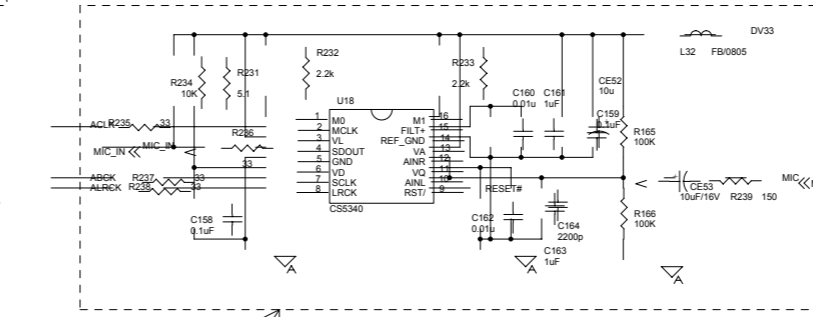 DV33
L32 FB/0805
R232
2.2k
R233
2.2k
R234
10K
R231
5.1
U18
C160
0.01u
C161
1uF
CE52
10u
C159
0.1uF
R165
100K
ACLK
R235
33
R236
33
MIC_IN
MIC_IN
ABCK
ALRCK
R237
33
R238
33
1 M0 M1 16
2 MCLK FILT+ 15
3 VL REF_GND 14
4 SDOUT VA 13
5 GND AINR 12
6 VD VQ 11
7 SCLK AINL 10
8 LRCK RST/ 9
CS5340
RESET#
C158
0.1uF
C162
0.01u
C164
2200p
C163
1uF
R166
100K
CE53
10uF/16V
R239 150
MIC
A
A
A